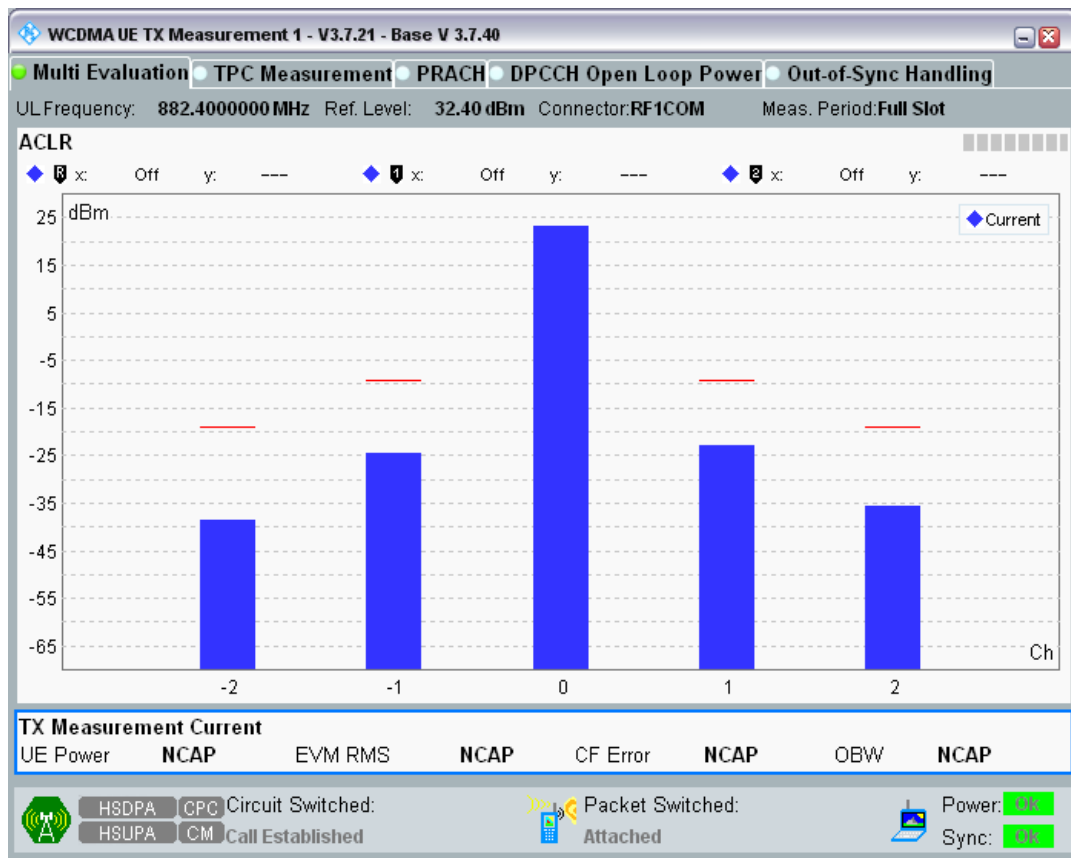 WCDMA UE TX Measurement 1 - V3.7.21 - Base V 3.7.40
Multi Evaluation TPC Measurement PRACH DPCCH Open Loop Power Out-of-Sync Handling
UL Frequency: 882.4000000 MHz Ref. Level: 32.40 dBm Connector:RF1COM Meas. Period:Full Slot
ACLR
R x: Off y: --- 1 x: Off y: --- 2 x: Off y: ---
dBm
Current
25
15
5
-5
-15
-25
-35
-45
-55
-65
Ch
-2 -1 0 1 2
TX Measurement Current
UE Power NCAP EVM RMS NCAP CF Error NCAP OBW NCAP
HSDPA CPC Circuit Switched: Packet Switched: Power: Ok
HSUPA CM Call Established Attached Sync: Ok